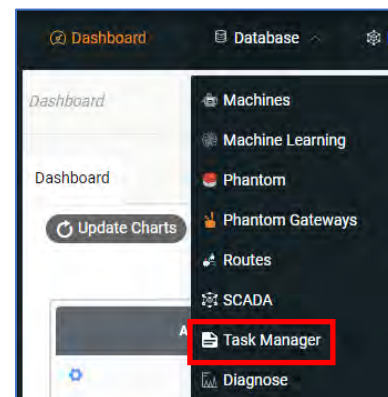 Dashboard
Database
Dashboard
Machines
Machine Learning
Dashboard
Phantom
Update Charts
Phantom Gateways
Routes
SCADA
A
Task Manager
Diagnose